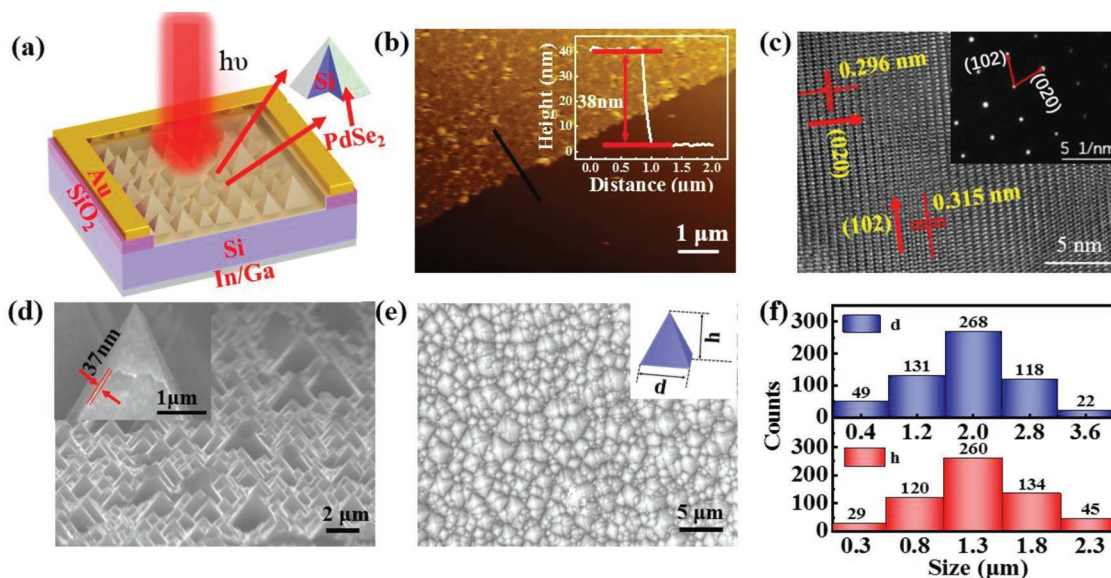 (a)
hυ
Si
PdSe₂
Au
SiO₂
Si
In/Ga
(b)
Height (nm)
40
30
20
10
0
38nm
0.0 0.5 1.0 1.5 2.0
Distance (μm)
1 μm
(c)
0.296 nm
(020)
(102)
0.315 nm
(102)
(020)
5 1/nm
5 nm
(d)
37nm
1μm
2 μm
(e)
h
d
5 μm
(f)
Counts
300
200
100
0
d
49 131 268 118 22
0.4 1.2 2.0 2.8 3.6
300
200
100
0
h
29 120 260 134 45
0.3 0.8 1.3 1.8 2.3
Size (μm)